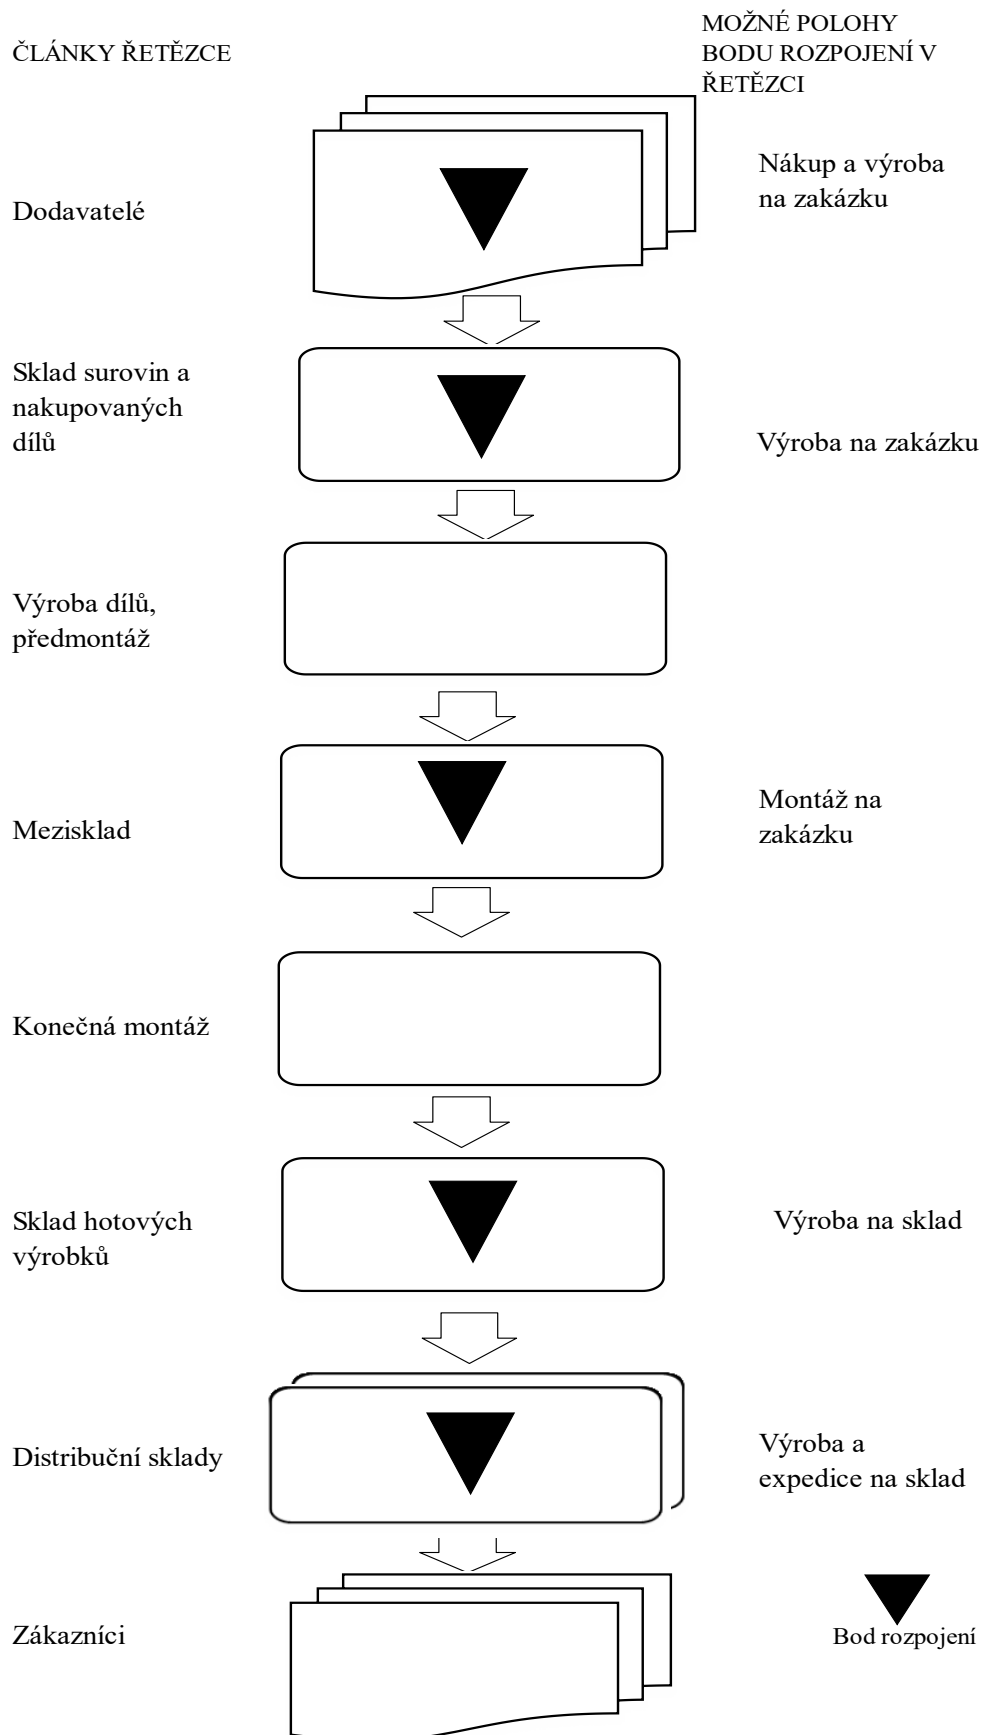 ČLÁNKY ŘETĚZCE
MOŽNÉ POLOHY
BODU ROZPOJENÍ V
ŘETĚZCI
Dodavatelé
Nákup a výroba
na zakázku
Sklad surovin a
nakupovaných
dílů
Výroba na zakázku
Výroba dílů,
předmontáž
Mezisklad
Montáž na
zakázku
Konečná montáž
Sklad hotových
výrobků
Výroba na sklad
Distribuční sklady
Výroba a
expedice na sklad
Zákazníci
Bod rozpojení